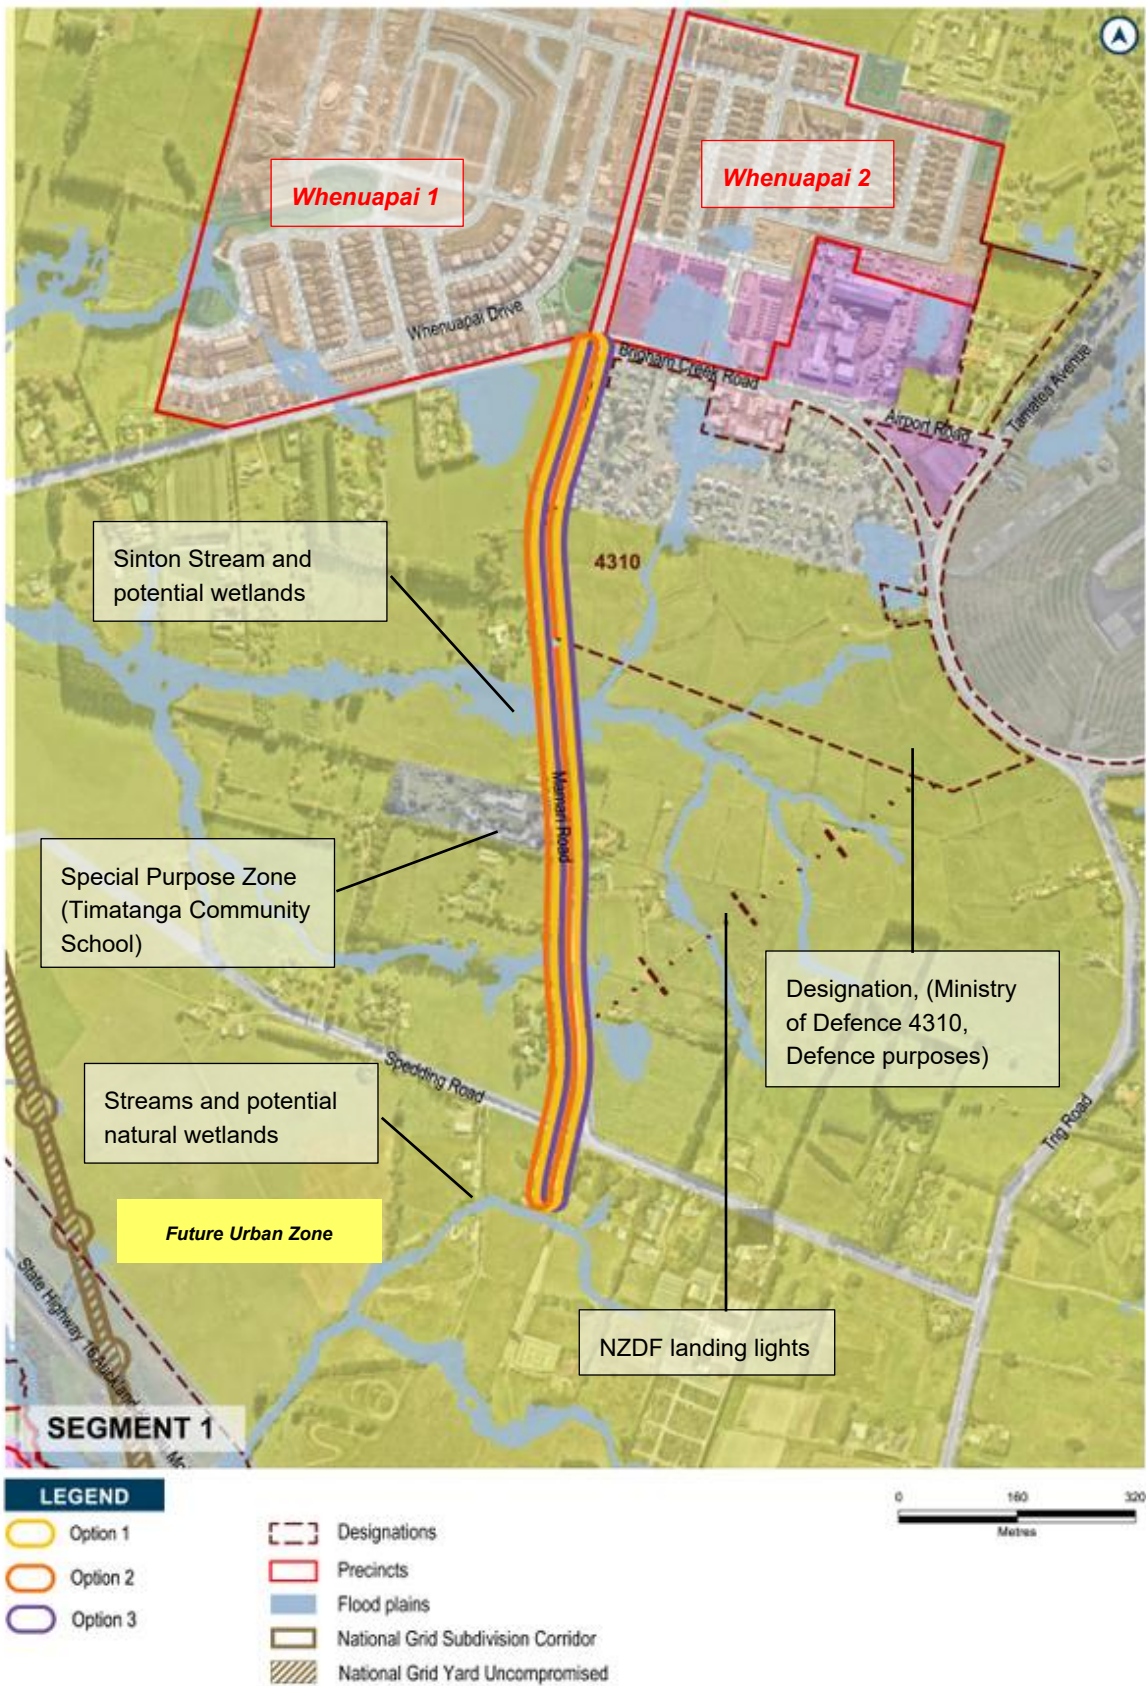 Whenuapai 1
Whenuapai 2
Whenuapai Drive
Brigham Creek Road
Airport Road
Tamatea Avenue
Sinton Stream and
potential wetlands
4310
Mamari Road
Special Purpose Zone
(Timatanga Community
School)
Designation, (Ministry
of Defence 4310,
Defence purposes)
Spedding Road
Trig Road
Streams and potential
natural wetlands
Future Urban Zone
State Highway 16
NZDF landing lights
SEGMENT 1
LEGEND
Option 1
Option 2
Option 3
Designations
Precincts
Flood plains
National Grid Subdivision Corridor
National Grid Yard Uncompromised
0 160 320
Metres